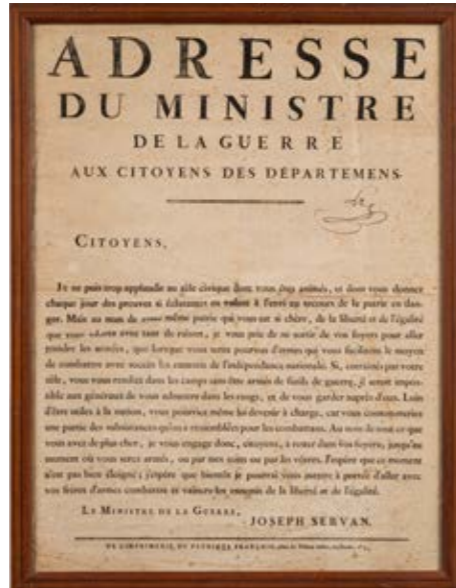 ADRESSE
DU MINISTRE
DE LA GUERRE
AUX CITOYENS DES DÉPARTEMENS.
CITOYENS,
Je ne puis trop applaudir au zèle civique dont vous êtes animés, et dont vous donnez
chaque jour des preuves si éclatantes en volant à l'envi au secours de la patrie en dan-
ger. Mais au nom de cette même patrie qui vous est si chère, de la liberté et de l'égalité
que vous adorez avec tant de raison, je vous prie de ne sortir de vos foyers pour aller
joindre les armées, que lorsque vous serez pourvus d'armes qui vous facilitent le moyen
de combattre avec succès les ennemis de l'indépendance nationale. Si, entraînés par votre
zèle, vous vous rendiez dans les camps sans être armés de fusils de guerre, il seroit impos-
sible aux généraux de vous admettre dans les rangs, et de vous garder auprès d'eux. Loin
d'être utiles à la nation, vous pourriez même lui devenir à charge, car vous consommeriez
une partie des subsistances qu'on a rassemblées pour les combattans. Au nom de tout ce que
vous avez de plus cher, je vous engage donc, citoyens, à rester dans vos foyers, jusqu'au
moment où vous serez armés, ou par mes soins ou par les vôtres. J'espère que ce moment
n'est pas bien éloigné; j'espère que bientôt je pourrai vous mettre à portée d'aller avec
vos frères d'armes combattre et vaincre les ennemis de la liberté et de l'égalité.
LE MINISTRE DE LA GUERRE,
JOSEPH SERVAN.
DE L'IMPRIMERIE DU PATRIOTE FRANÇOIS,